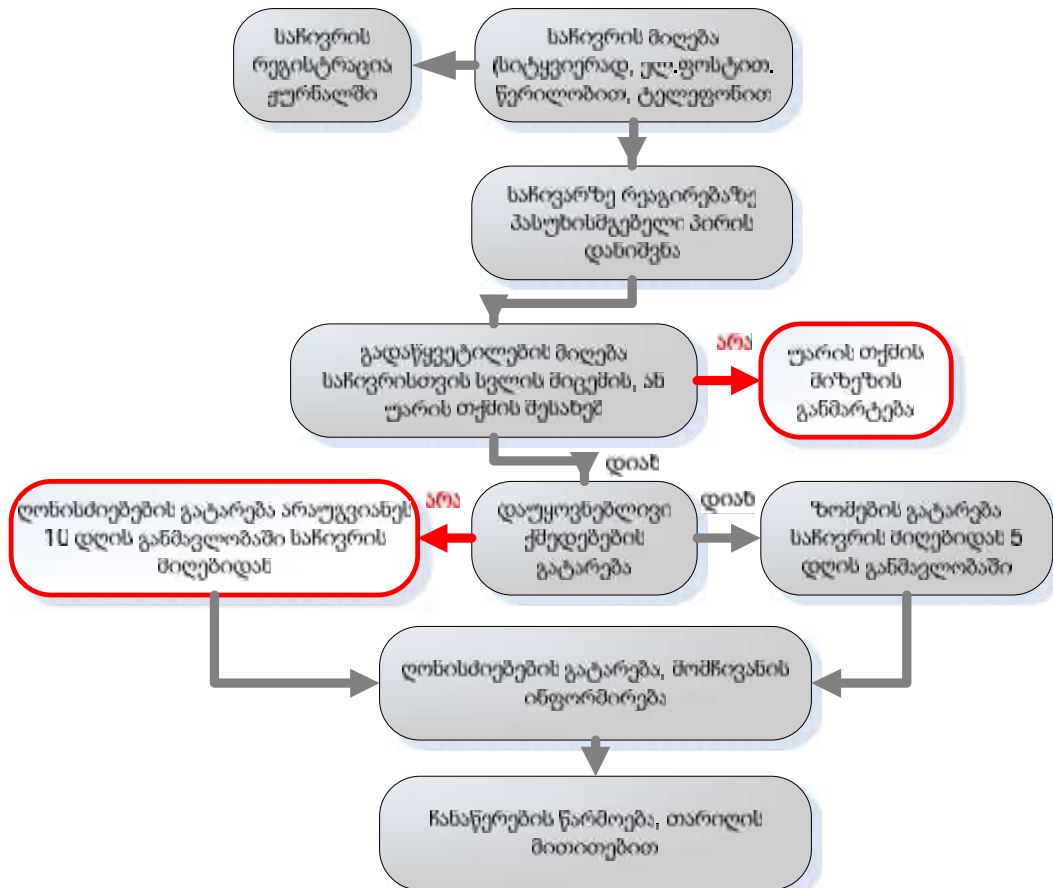 საჩივრის
რეგისტრაცია
ჟურნალში
საჩივრის მიღება
(სიტყვიერად, ელ.ფოსტით.
წერილობით, ტელეფონით
საჩივარზე რეაგირებაზე
პასუხისმგებელი პირის
დანიშვნა
გადაწყვეტილების მიღება
საჩივრისთვის სვლის მიცემის, ან
უარის თქმის შესახებ
არა
უარის თქმის
მიზეზის
განმარტება
დიახ
ღონისძიებების გატარება არაუგვიანეს
10 დღის განმავლობაში საჩივრის
მიღებიდან
არა
დაუყოვნებლივი
ქმედებების
გატარება
დიახ
ზომების გატარება
საჩივრის მიღებიდან 5
დღის განმავლობაში
ღონისძიებების გატარება, მომჩივანის
ინფორმირება
ჩანაწერების წარმოება, თარიღის
მითითებით